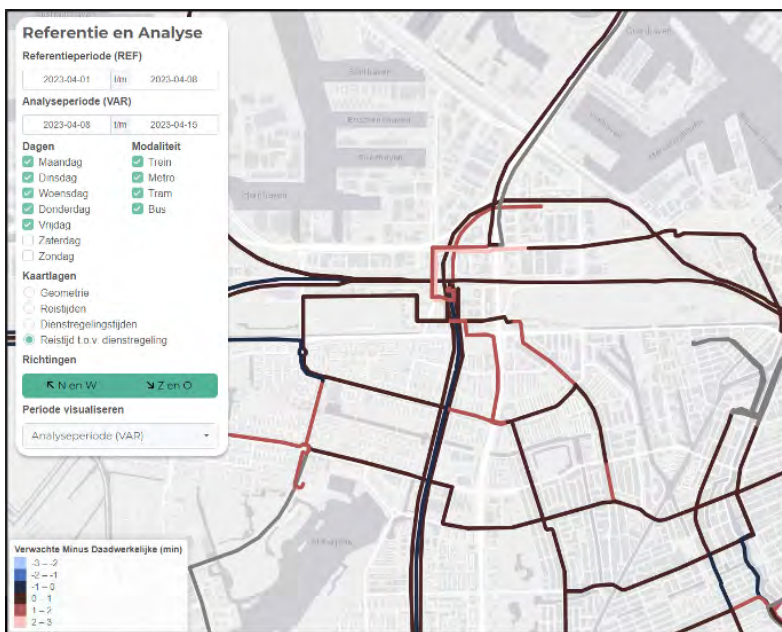 Referentie en Analyse
Referentieperiode (REF)
2023-04-01 t/m 2023-04-08
Analyseperiode (VAR)
2023-04-08 t/m 2023-04-15
Dagen Modaliteit
Maandag Trein
Dinsdag Metro
Woensdag Tram
Donderdag Bus
Vrijdag
Zaterdag
Zondag
Kaartlagen
Geometrie
Reistijden
Dienstregelingstijden
Reistijd t.o.v. dienstregeling
Richtingen
N en W Z en O
Periode visualiseren
Analyseperiode (VAR)
Verwachte Minus Daadwerkelijke (min)
-3 – -2
-2 – -1
-1 – 0
0 – 1
1 – 2
2 – 3